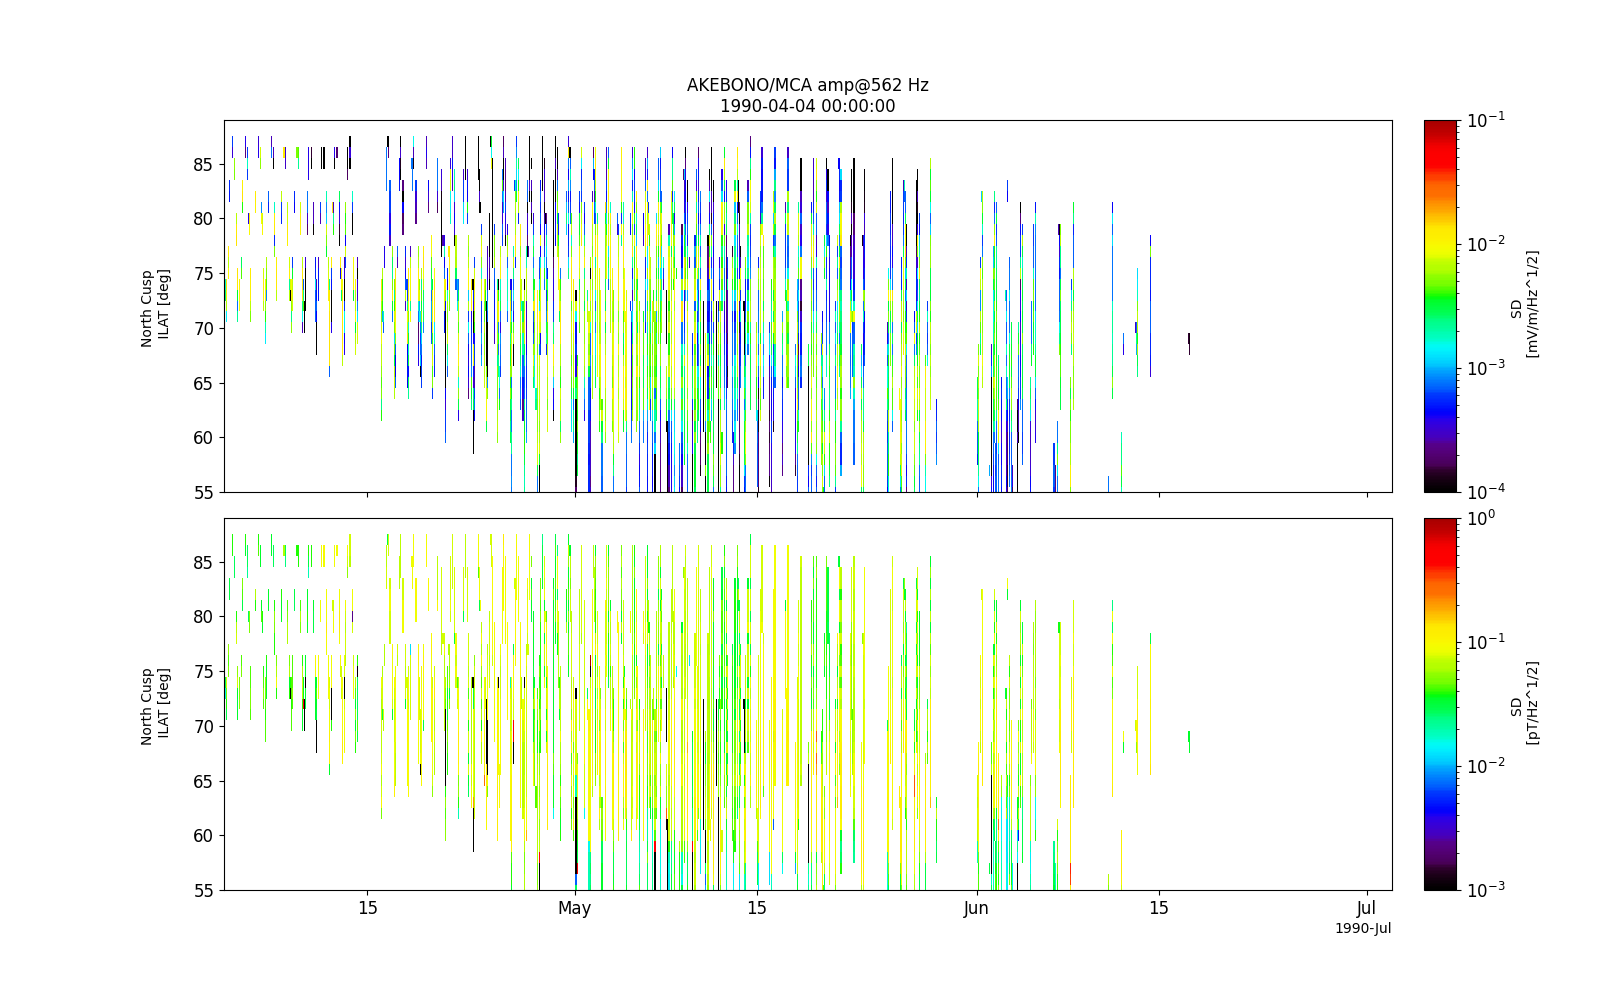 AKEBONO/MCA amp@562 Hz
1990-04-04 00:00:00
North Cusp
ILAT [deg]
85
80
75
70
65
60
55
10⁻¹
10⁻²
10⁻³
10⁻⁴
SD
[mV/m/Hz^1/2]
North Cusp
ILAT [deg]
85
80
75
70
65
60
55
15
May
15
Jun
15
Jul
1990-Jul
10⁰
10⁻¹
10⁻²
10⁻³
SD
[pT/Hz^1/2]